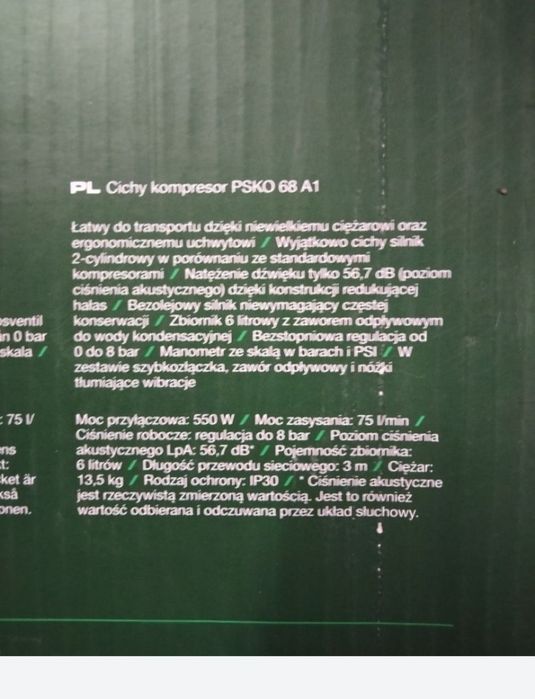 PL Cichy kompresor PSKO 68 A1
Łatwy do transportu dzięki niewielkiemu ciężarowi oraz
ergonomicznemu uchwytowi / Wyjątkowo cichy silnik
2-cylindrowy w porównaniu ze standardowymi
kompresorami / Natężenie dźwięku tylko 56,7 dB (poziom
ciśnienia akustycznego) dzięki konstrukcji redukującej
hałas / Bezolejowy silnik niewymagający częstej
konserwacji / Zbiornik 6 litrowy z zaworem odpływowym
do wody kondensacyjnej / Bezstopniowa regulacja od
0 do 8 bar / Manometr ze skalą w barach i PSI / W
zestawie szybkozłączka, zawór odpływowy i nóżki
tłumiające wibracje
Moc przyłączowa: 550 W / Moc zasysania: 75 l/min /
Ciśnienie robocze: regulacja do 8 bar / Poziom ciśnienia
akustycznego LpA: 56,7 dB* / Pojemność zbiornika:
6 litrów / Długość przewodu sieciowego: 3 m / Ciężar:
13,5 kg / Rodzaj ochrony: IP30 / * Ciśnienie akustyczne
jest rzeczywistą zmierzoną wartością. Jest to również
wartość odbierana i odczuwana przez układ słuchowy.
osventil
än 0 bar
skala /
: 75 l/
ens
kt:
ket är
kså
onen.